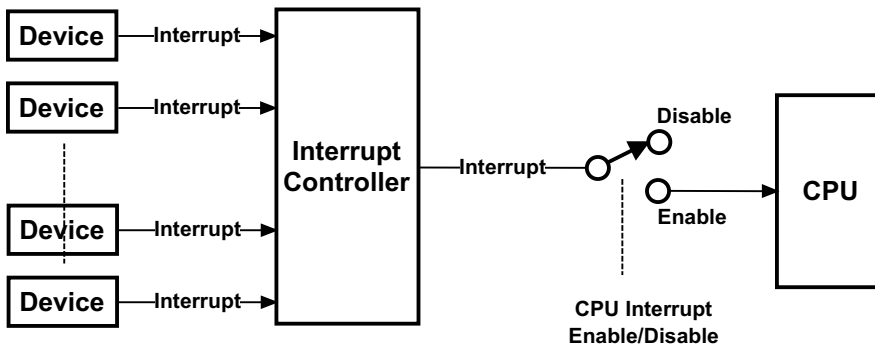 Device
Interrupt
Device
Interrupt
Interrupt
Controller
Interrupt
Disable
Enable
CPU
Device
Interrupt
Device
Interrupt
CPU Interrupt
Enable/Disable